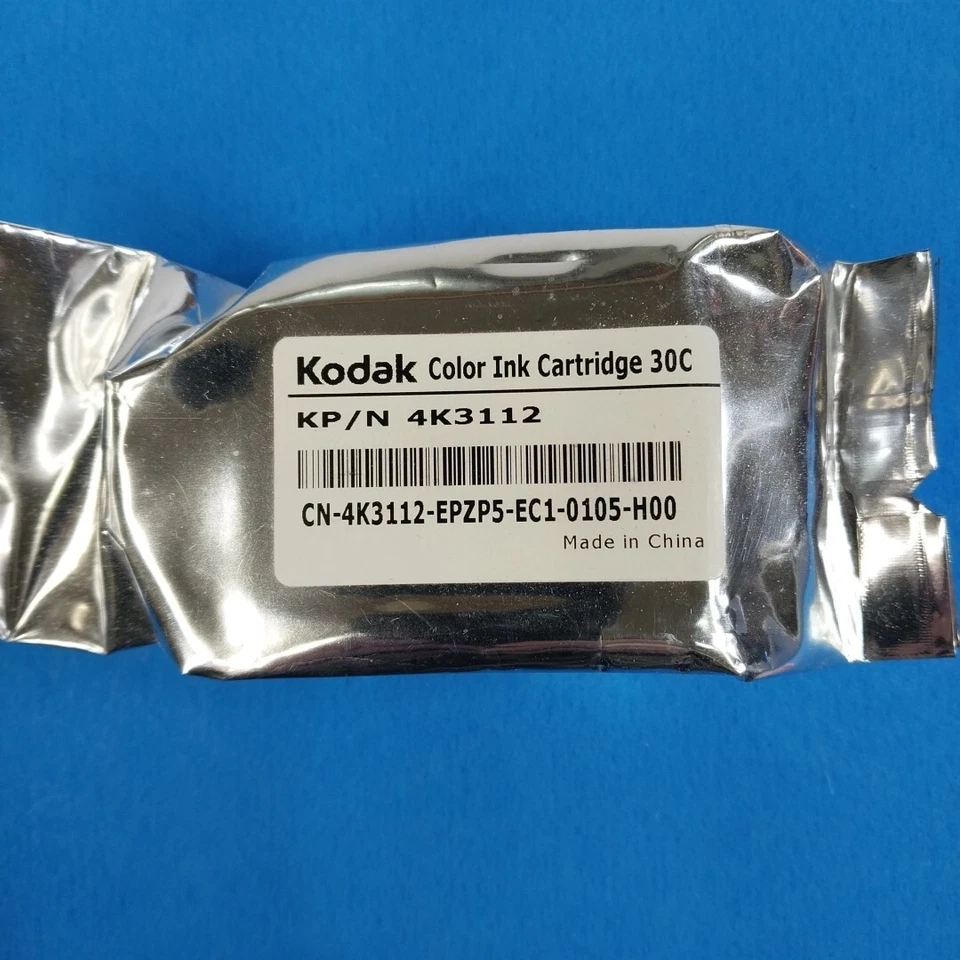 Kodak Color Ink Cartridge 30C
KP/N 4K3112
CN-4K3112-EPZP5-EC1-0105-H00
Made in China